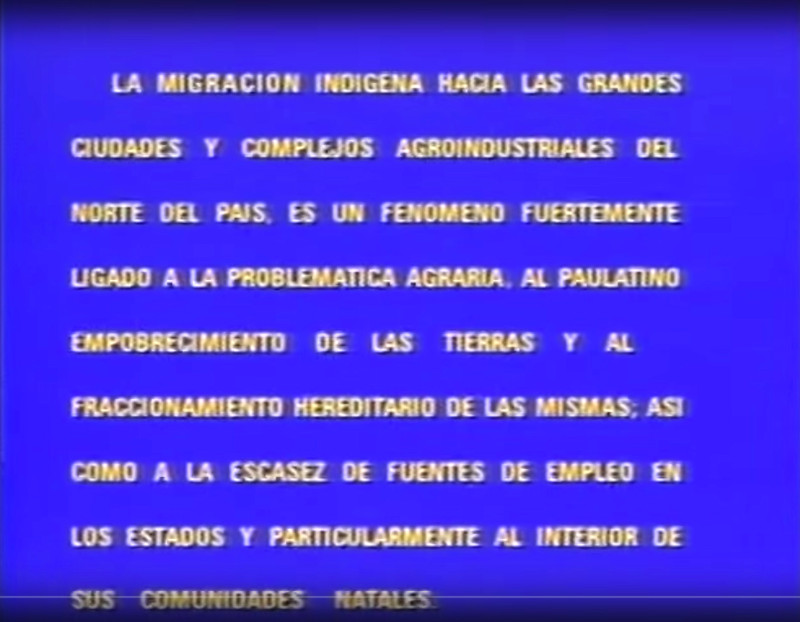 LA MIGRACION INDIGENA HACIA LAS GRANDES
CIUDADES Y COMPLEJOS AGROINDUSTRIALES DEL
NORTE DEL PAIS, ES UN FENOMENO FUERTEMENTE
LIGADO A LA PROBLEMATICA AGRARIA, AL PAULATINO
EMPOBRECIMIENTO DE LAS TIERRAS Y AL
FRACCIONAMIENTO HEREDITARIO DE LAS MISMAS; ASI
COMO A LA ESCASEZ DE FUENTES DE EMPLEO EN
LOS ESTADOS Y PARTICULARMENTE AL INTERIOR DE
SUS COMUNIDADES NATALES.